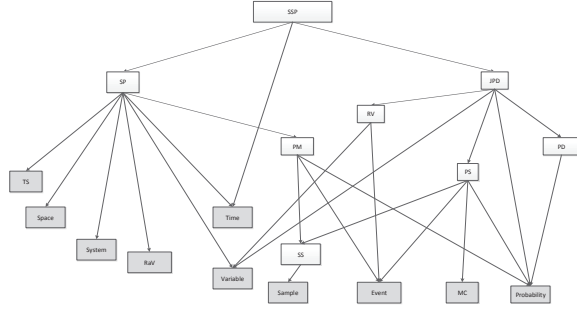 SSP
SP
JPD
RV
PM
PD
PS
TS
Space
Time
System
SS
RaV
Variable
Sample
Event
MC
Probability